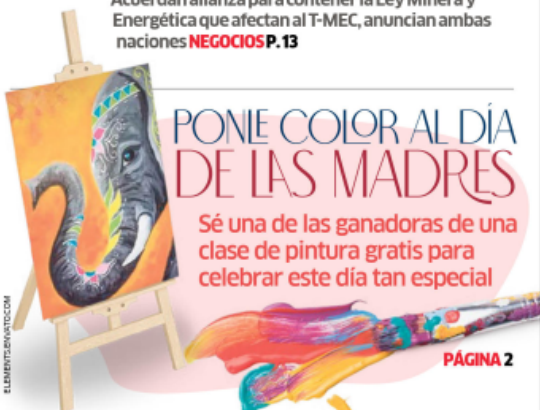 Acuerdan alianza para contener la Ley Minera y
Energética que afectan al T-MEC, anuncian ambas
naciones NEGOCIOS P. 13
PONLE COLOR AL DÍA
DE LAS MADRES
Sé una de las ganadoras de una
clase de pintura gratis para
celebrar este día tan especial
PÁGINA 2
ELEMENTS.ENVATO.COM